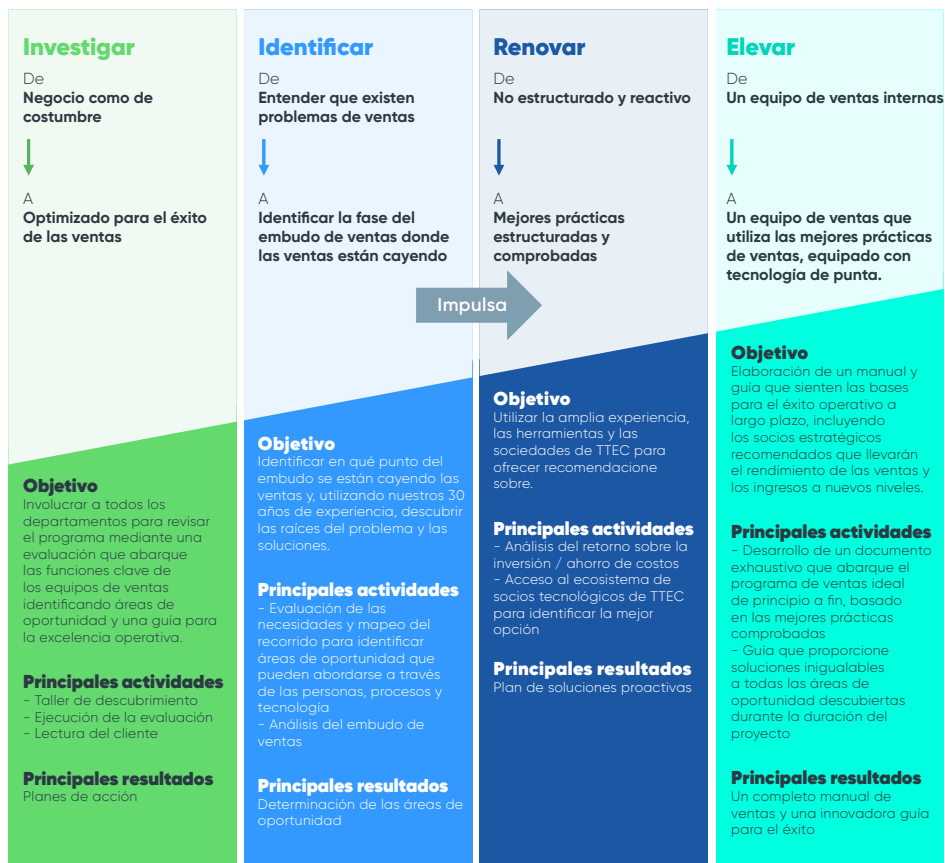 Investigar
De
Negocio como de
costumbre
A
Optimizado para el éxito
de las ventas
Objetivo
Involucrar a todos los
departamentos para revisar
el programa mediante una
evaluación que abarque
las funciones clave de
los equipos de ventas
identificando áreas de
oportunidad y una guía para
la excelencia operativa.
Principales actividades
- Taller de descubrimiento
- Ejecución de la evaluación
- Lectura del cliente
Principales resultados
Planes de acción
Identificar
De
Entender que existen
problemas de ventas
A
Identificar la fase del
embudo de ventas donde
las ventas están cayendo
Impulsa
Objetivo
Identificar en qué punto del
embudo se están cayendo las
ventas y, utilizando nuestros 30
años de experiencia, descubrir
las raíces del problema y las
soluciones.
Principales actividades
- Evaluación de las
necesidades y mapeo del
recorrido para identificar
áreas de oportunidad que
pueden abordarse a través
de las personas, procesos y
tecnología
- Análisis del embudo de
ventas
Principales resultados
Determinación de las áreas de
oportunidad
Renovar
De
No estructurado y reactivo
A
Mejores prácticas
estructuradas y
comprobadas
Objetivo
Utilizar la amplia experiencia,
las herramientas y las
sociedades de TTEC para
ofrecer recomendacione
sobre.
Principales actividades
- Análisis del retorno sobre la
inversión / ahorro de costos
- Acceso al ecosistema de
socios tecnológicos de TTEC
para identificar la mejor
opción
Principales resultados
Plan de soluciones proactivas
Elevar
De
Un equipo de ventas internas
A
Un equipo de ventas que
utiliza las mejores prácticas
de ventas, equipado con
tecnología de punta.
Objetivo
Elaboración de un manual y
guía que sienten las bases
para el éxito operativo a
largo plazo, incluyendo
los socios estratégicos
recomendados que llevarán
el rendimiento de las ventas y
los ingresos a nuevos niveles.
Principales actividades
- Desarrollo de un documento
exhaustivo que abarque el
programa de ventas ideal
de principio a fin, basado
en las mejores prácticas
comprobadas
- Guía que proporcione
soluciones inigualables
a todas las áreas de
oportunidad descubiertas
durante la duración del
proyecto
Principales resultados
Un completo manual de
ventas y una innovadora guía
para el éxito